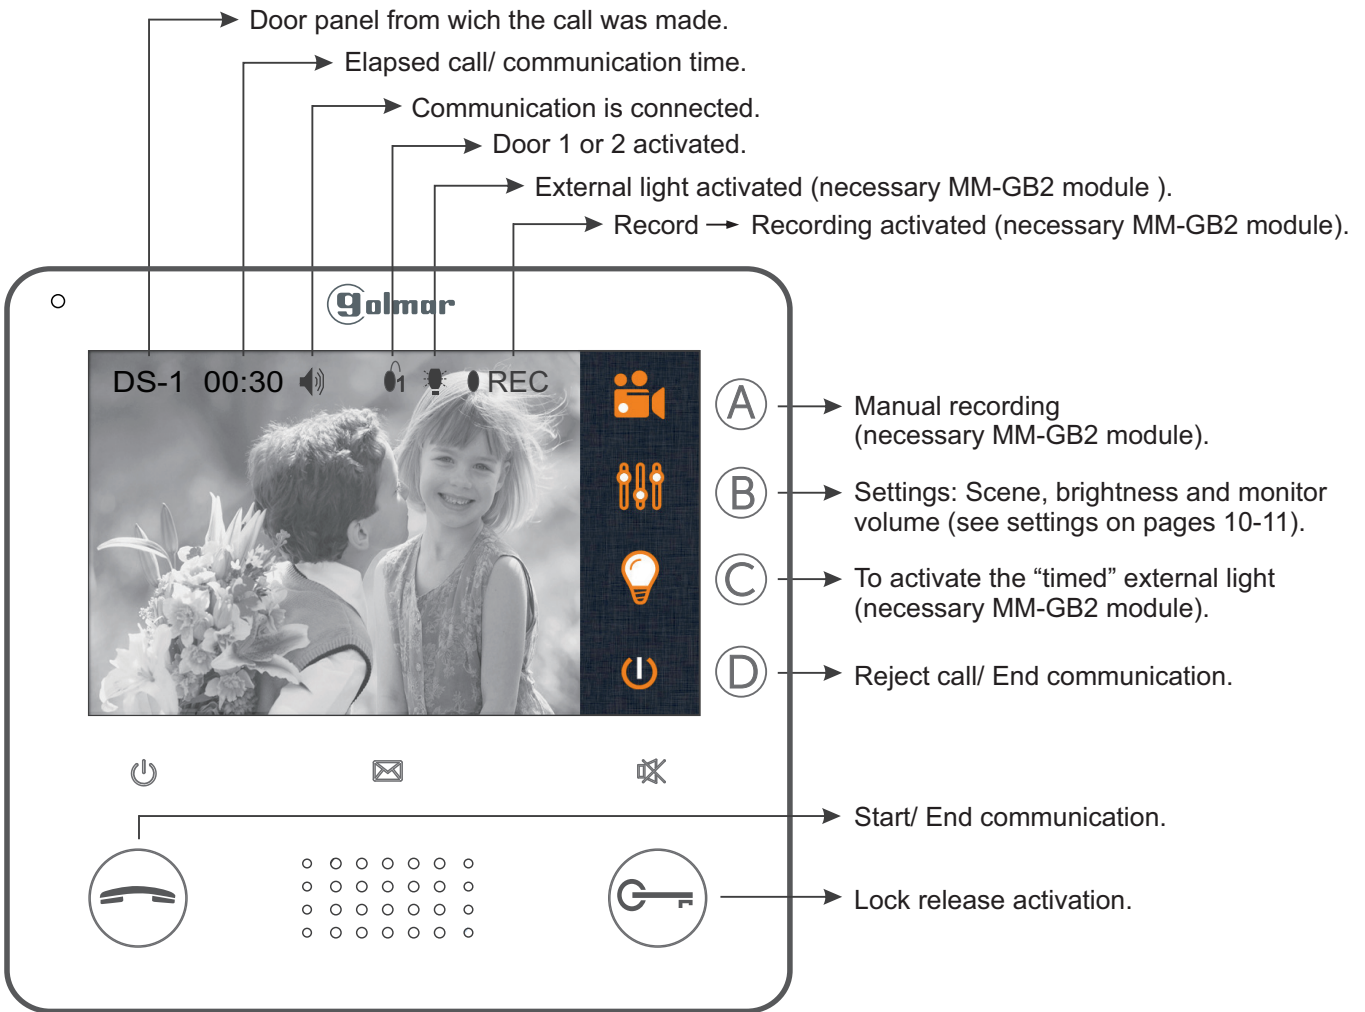 Door panel from wich the call was made.
Elapsed call/ communication time.
Communication is connected.
Door 1 or 2 activated.
External light activated (necessary MM-GB2 module ).
Record → Recording activated (necessary MM-GB2 module).
golmar
DS-1 00:30 1 REC
A
Manual recording
(necessary MM-GB2 module).
B
Settings: Scene, brightness and monitor
volume (see settings on pages 10-11).
C
To activate the “timed” external light
(necessary MM-GB2 module).
D
Reject call/ End communication.
Start/ End communication.
Lock release activation.